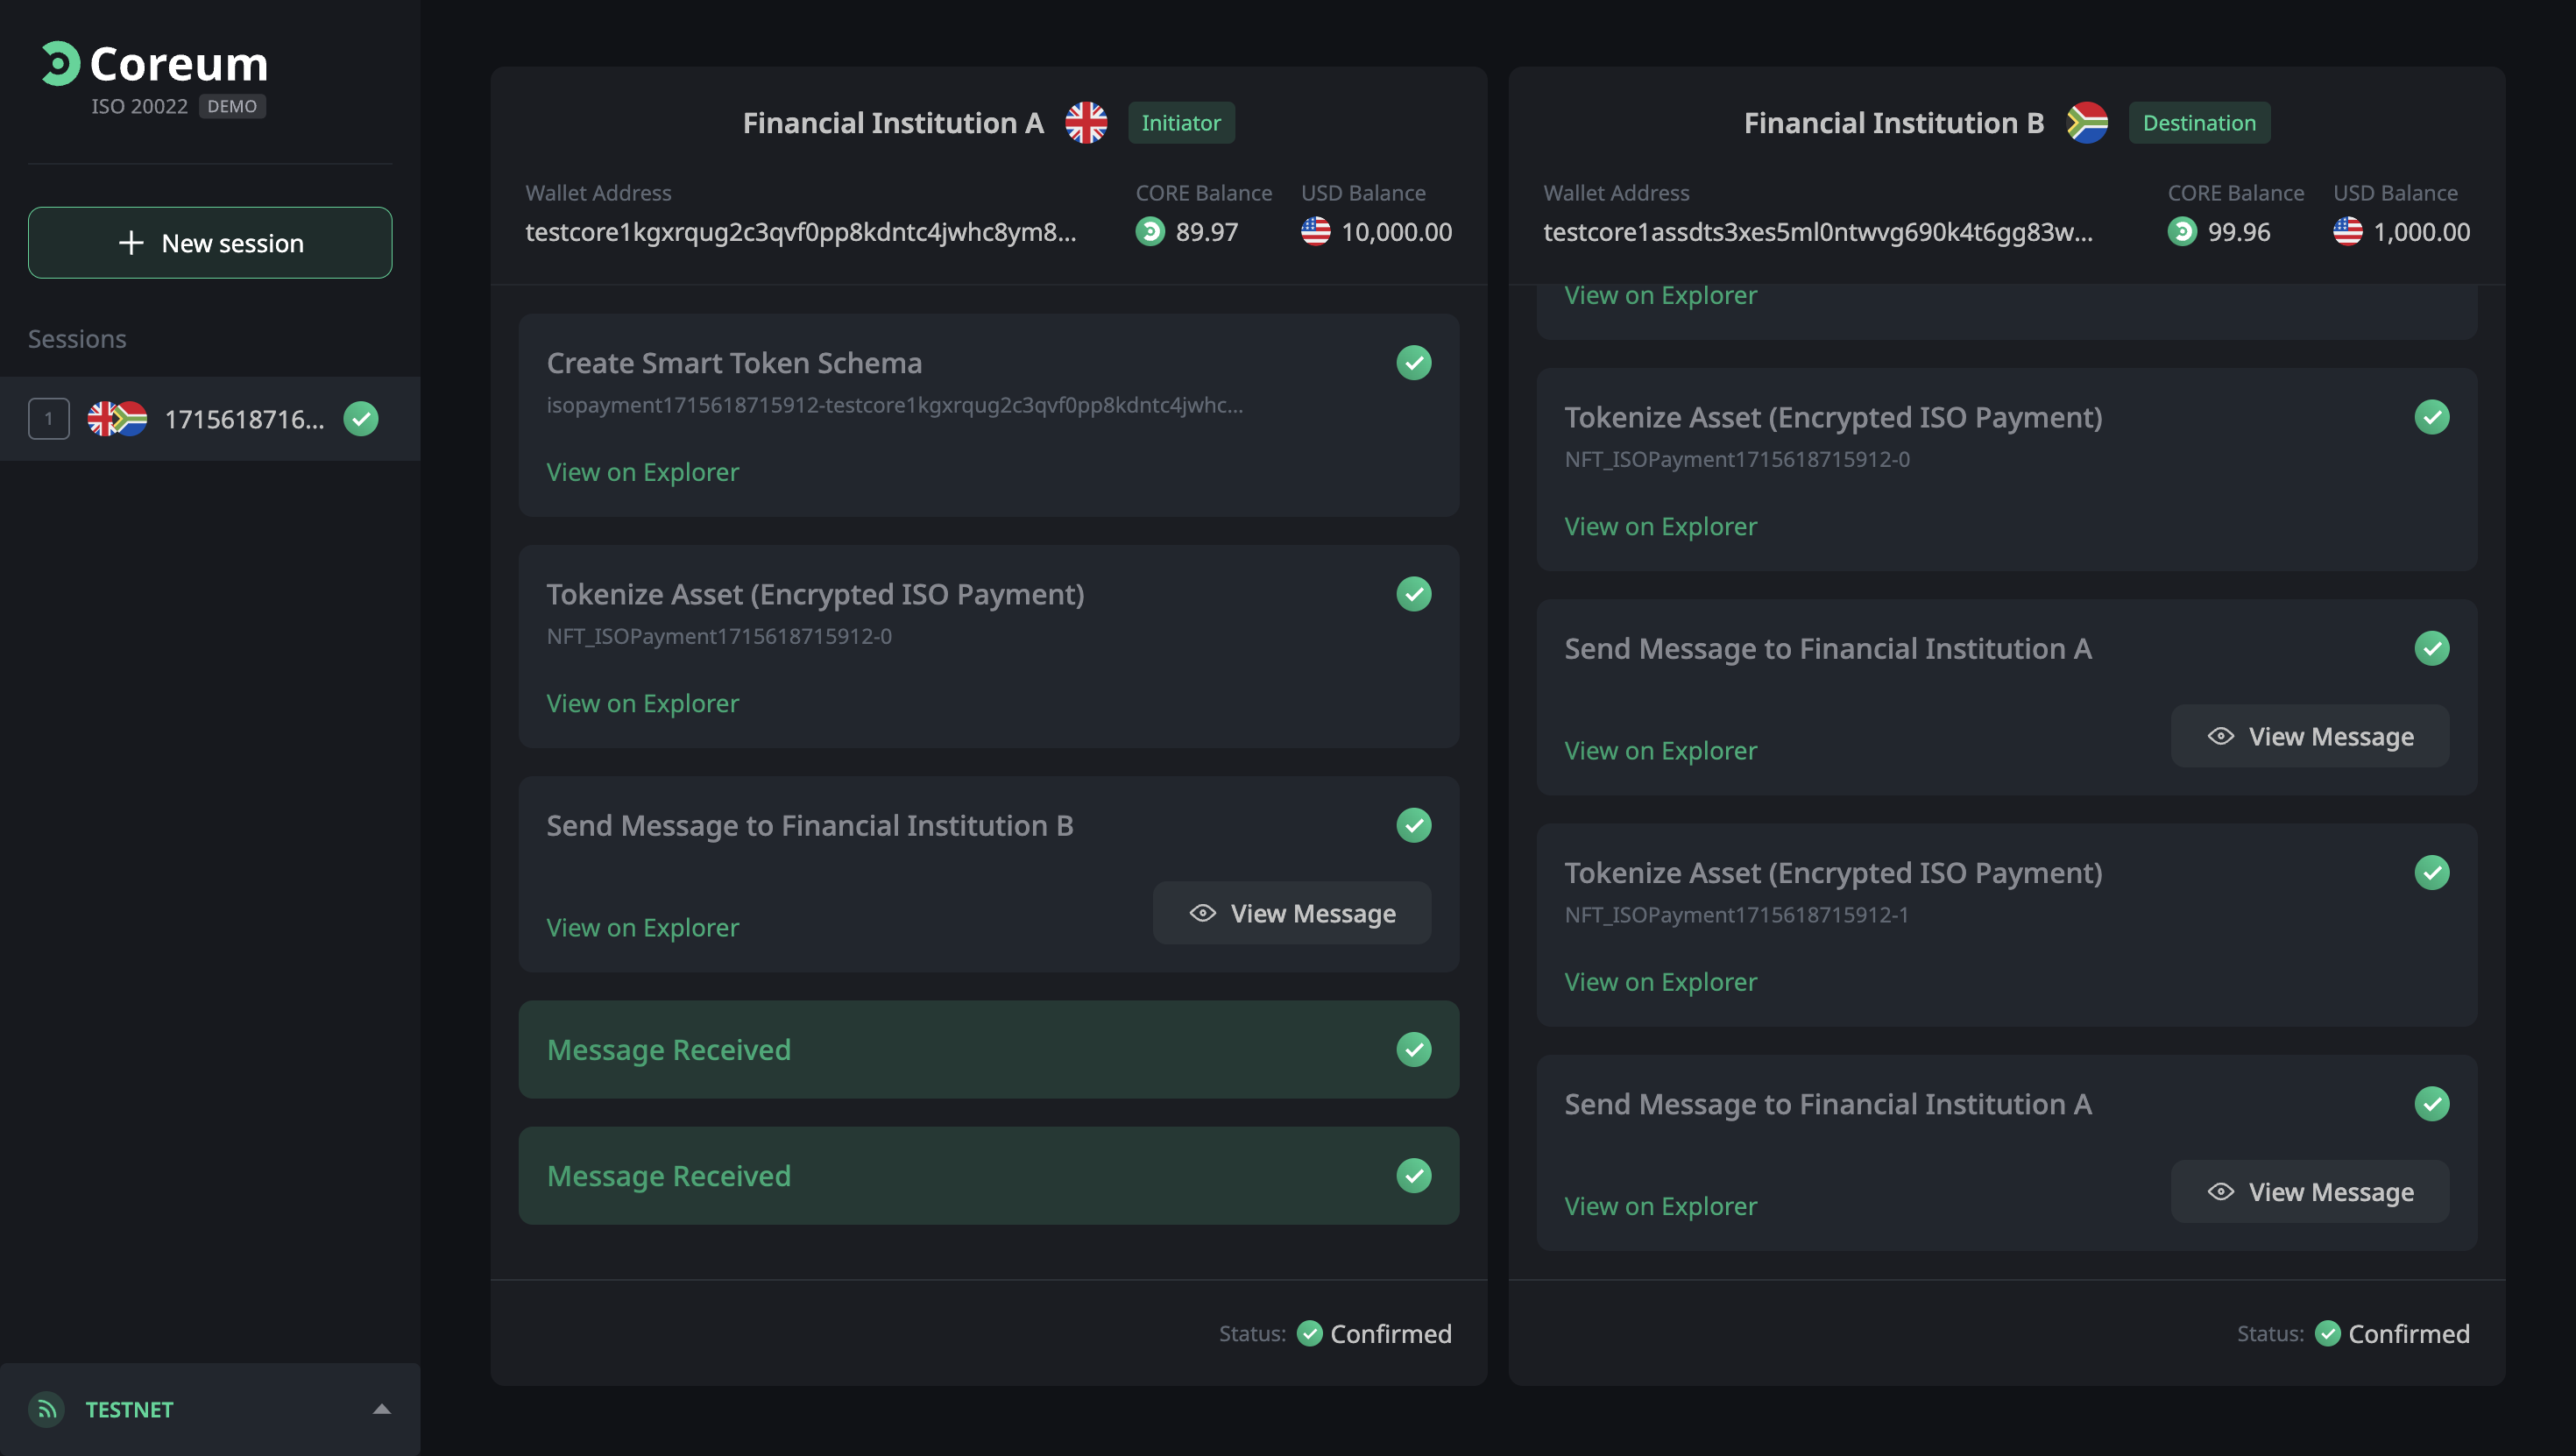 Coreum
ISO 20022 DEMO
New session
Sessions
1 1715618716...
TESTNET
Financial Institution A Initiator
Wallet Address CORE Balance USD Balance
testcore1kgxrqug2c3qvf0pp8kdntc4jwhc8ym8... 89.97 10,000.00
Create Smart Token Schema
isopayment1715618715912-testcore1kgxrqug2c3qvf0pp8kdntc4jwhc...
View on Explorer
Tokenize Asset (Encrypted ISO Payment)
NFT_ISOPayment1715618715912-0
View on Explorer
Send Message to Financial Institution B
View on Explorer View Message
Message Received
Message Received
Status: Confirmed
Financial Institution B Destination
Wallet Address CORE Balance USD Balance
testcore1assdts3xes5ml0ntwvg690k4t6gg83w... 99.96 1,000.00
View on Explorer
Tokenize Asset (Encrypted ISO Payment)
NFT_ISOPayment1715618715912-0
View on Explorer
Send Message to Financial Institution A
View on Explorer View Message
Tokenize Asset (Encrypted ISO Payment)
NFT_ISOPayment1715618715912-1
View on Explorer
Send Message to Financial Institution A
View on Explorer View Message
Status: Confirmed